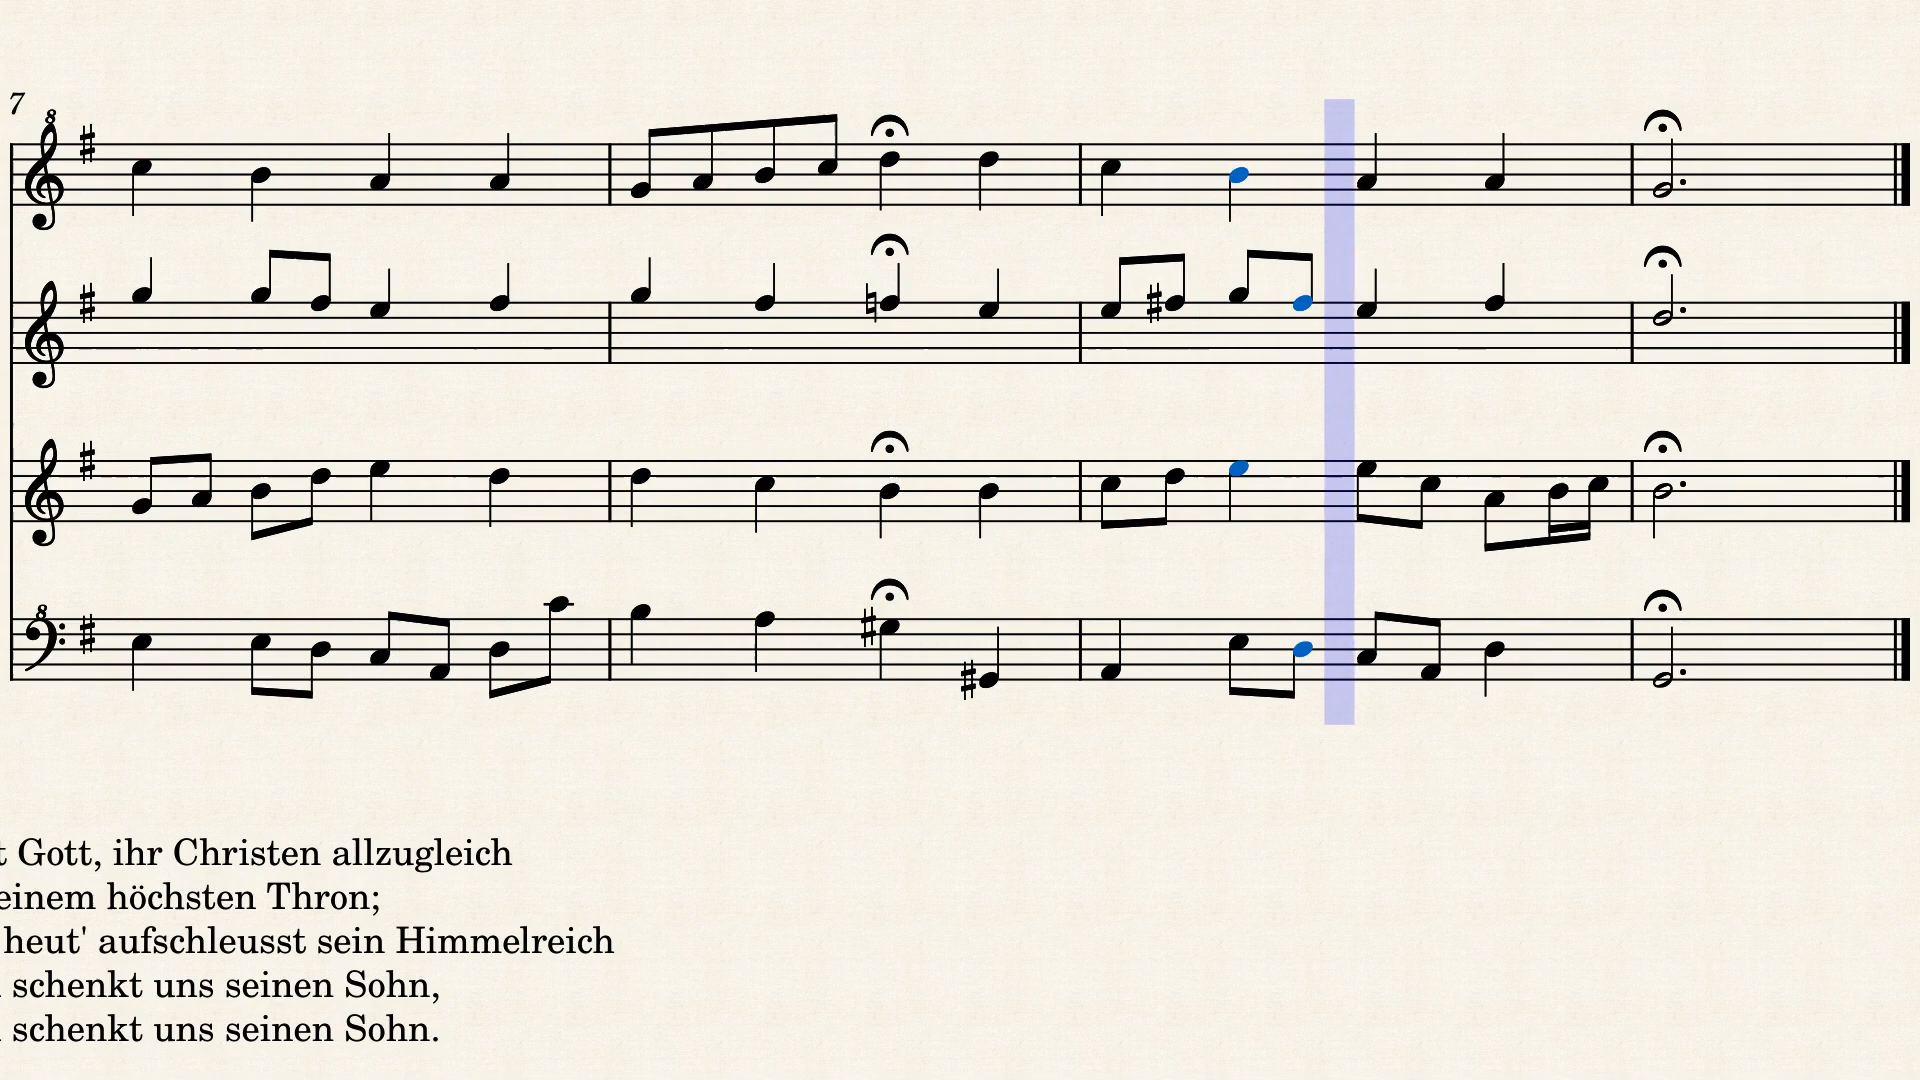 7
Gott, ihr Christen allzugleich
höchsten Thron;
heut' aufschleusst sein Himmelreich
schenkt uns seinen Sohn,
schenkt uns seinen Sohn.